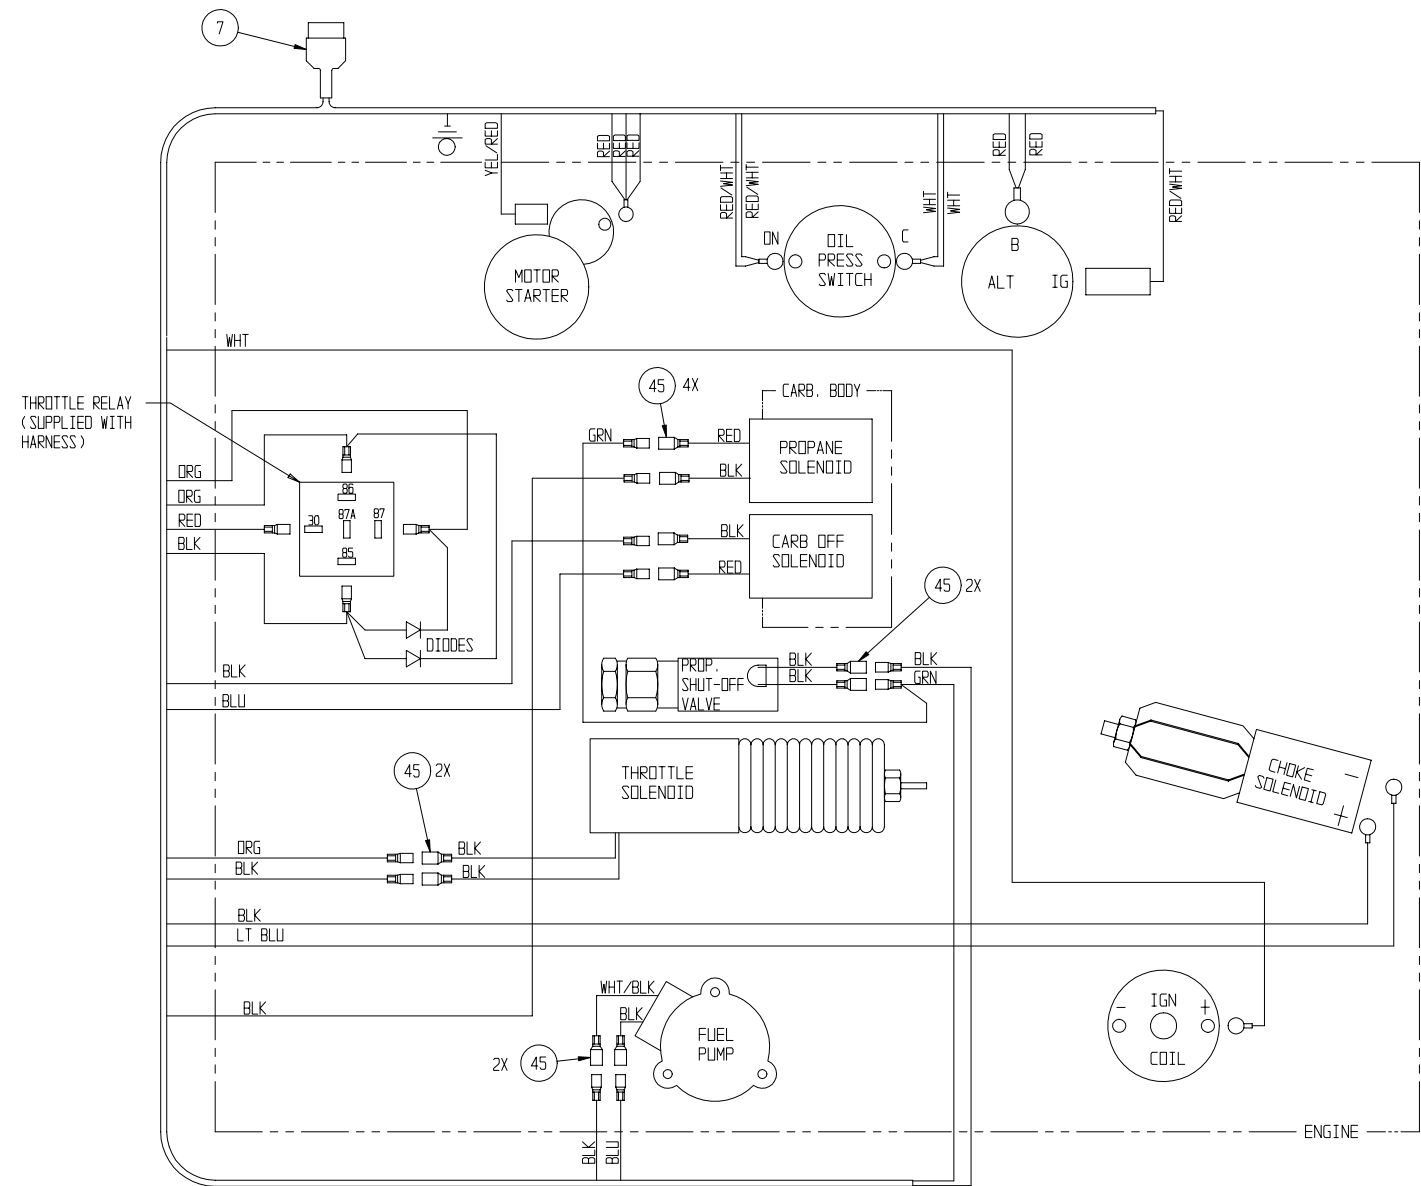 7
YEL/RED
RED
RED
RED
RED/WHT
RED/WHT
WHT
WHT
RED
RED
RED/WHT
ON
OIL
PRESS
SWITCH
C
B
ALT
IG
MOTOR
STARTER
WHT
THROTTLE RELAY
(SUPPLIED WITH
HARNESS)
45 4X
CARB. BODY
GRN
RED
BLK
PROPANE
SOLENOID
ORG
ORG
RED
BLK
86
30
87A
87
85
BLK
RED
CARB OFF
SOLENOID
45 2X
DIODES
BLK
BLU
PROP.
SHUT-OFF
VALVE
BLK
BLK
BLK
GRN
45 2X
THROTTLE
SOLENOID
CHOKE
SOLENOID
-
+
ORG
BLK
BLK
BLK
BLK
LT BLU
BLK
WHT/BLK
BLK
FUEL
PUMP
2X 45
-
IGN
+
COIL
BLK
BLU
ENGINE